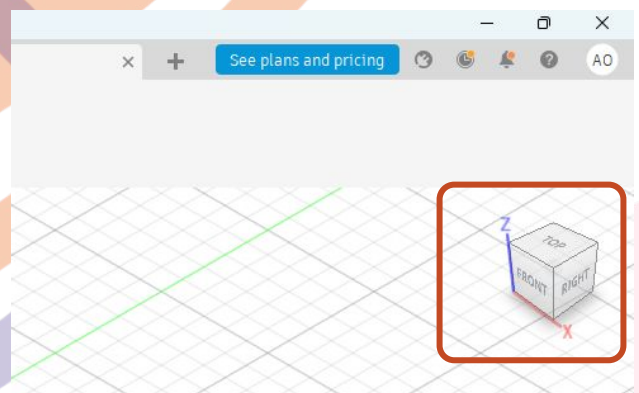 See plans and pricing
AO
Z
TOP
FRONT
RIGHT
X